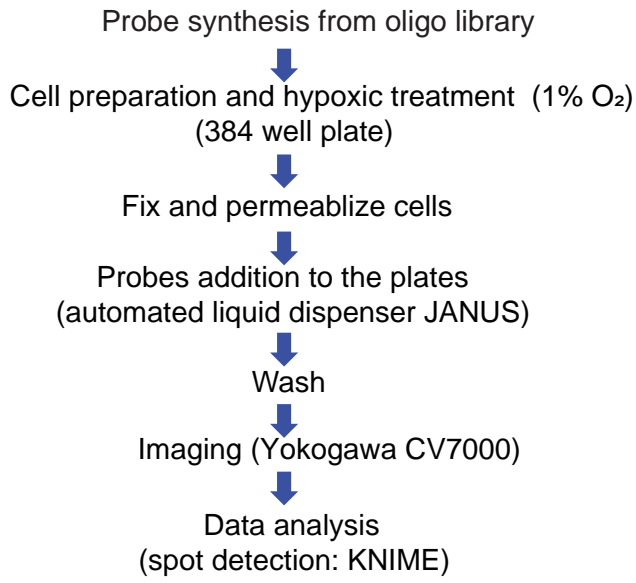 Probe synthesis from oligo library
Cell preparation and hypoxic treatment (1% O₂)
(384 well plate)
Fix and permeablize cells
Probes addition to the plates
(automated liquid dispenser JANUS)
Wash
Imaging (Yokogawa CV7000)
Data analysis
(spot detection: KNIME)